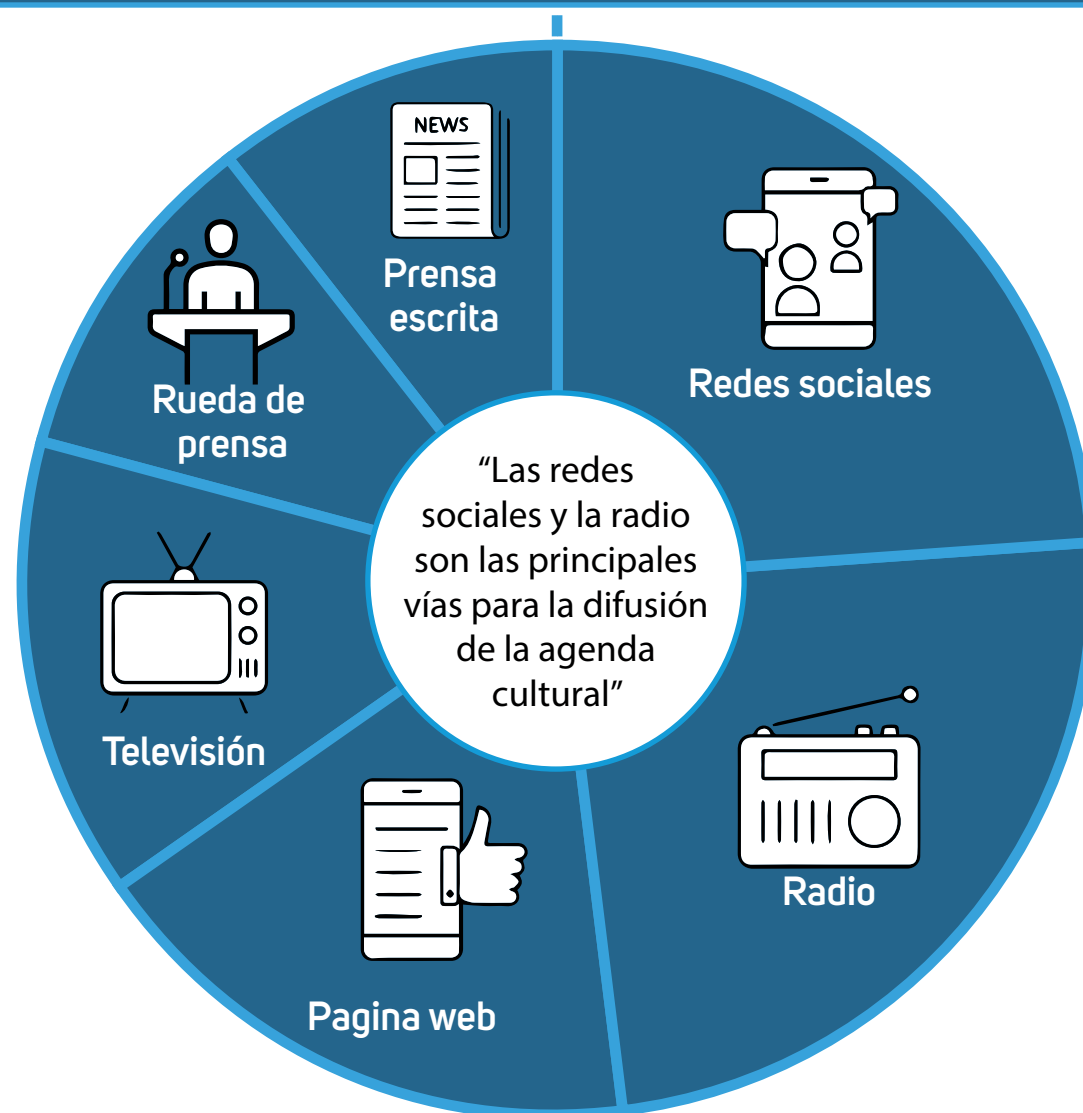 NEWS
Prensa
escrita
Redes sociales
Rueda de
prensa
“Las redes
sociales y la radio
son las principales
vías para la difusión
de la agenda
cultural”
Televisión
Radio
Pagina web